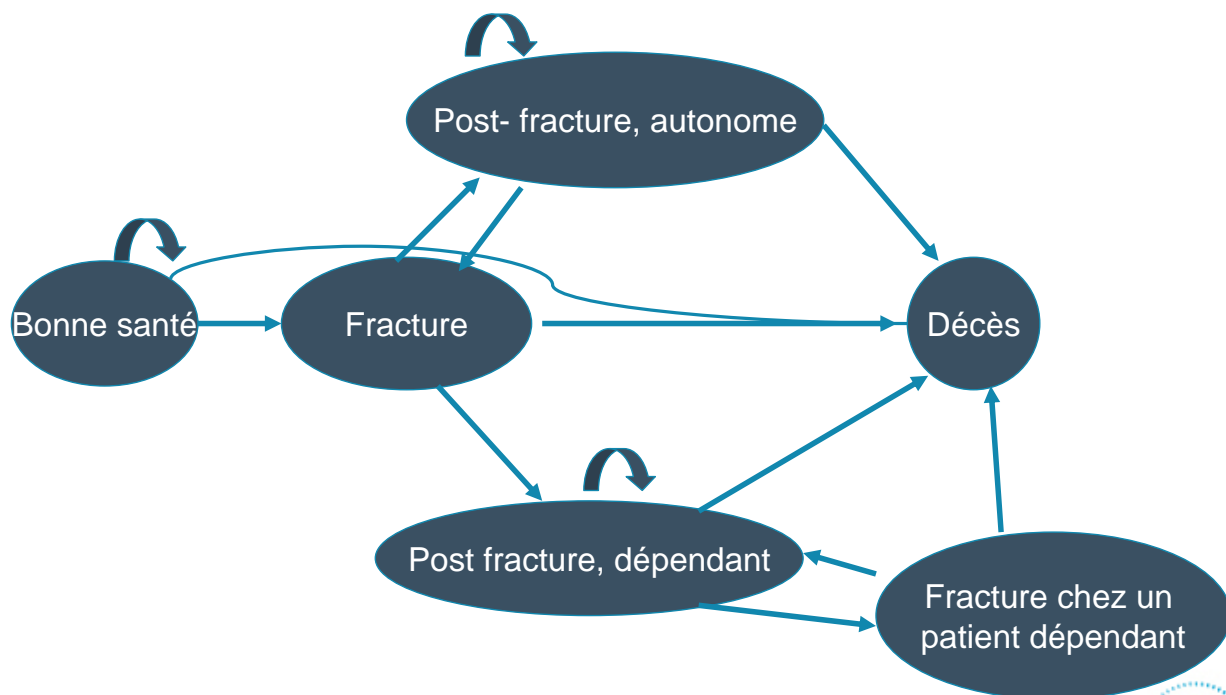 Post- fracture, autonome
Bonne santé
Fracture
Décès
Post fracture, dépendant
Fracture chez un
patient dépendant